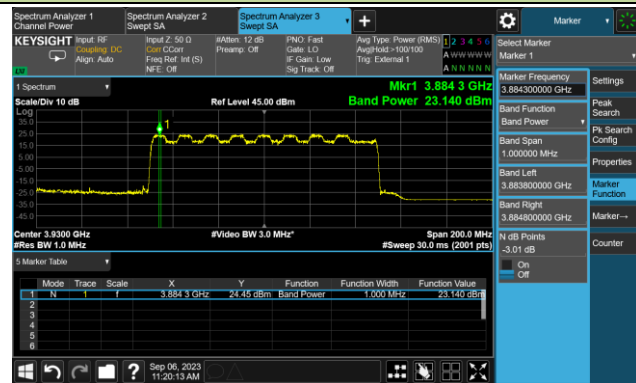 Spectrum Analyzer 1
Channel Power
Spectrum Analyzer 2
Swept SA
Spectrum Analyzer 3
Swept SA
+
Marker
KEYSIGHT
Input: RF
Coupling: DC
Align: Auto
Input Z: 50 Ω
Corr CCorr
Freq Ref: Int (S)
NFE: Off
#Atten: 12 dB
Preamp: Off
PNO: Fast
Gate: LO
IF Gain: Low
Sig Track: Off
Avg Type: Power (RMS)
Avg|Hold:>100/100
Trig: External 1
1 2 3 4 5 6
A W W W W W
A N N N N N
LW
Select Marker
Marker 1
1 Spectrum
Scale/Div 10 dB
Ref Level 45.00 dBm
Mkr1 3.884 3 GHz
Band Power 23.140 dBm
Log
35.0
25.0
15.0
5.00
-5.00
-15.0
-25.0
-35.0
-45.0
1
Center 3.9300 GHz
#Res BW 1.0 MHz
#Video BW 3.0 MHz*
Span 200.0 MHz
#Sweep 30.0 ms (2001 pts)
Marker Frequency
3.884300000 GHz
Band Function
Band Power
Band Span
1.000000 MHz
Band Left
3.883800000 GHz
Band Right
3.884800000 GHz
N dB Points
-3.01 dB
On
Off
Settings
Peak
Search
Pk Search
Config
Properties
Marker
Function
Marker→
Counter
5 Marker Table
Mode Trace Scale X Y Function Function Width Function Value
1 N 1 f 3.884 3 GHz 24.45 dBm Band Power 1.000 MHz 23.140 dBm
2
3
4
5
6
?
Sep 06, 2023
11:20:13 AM